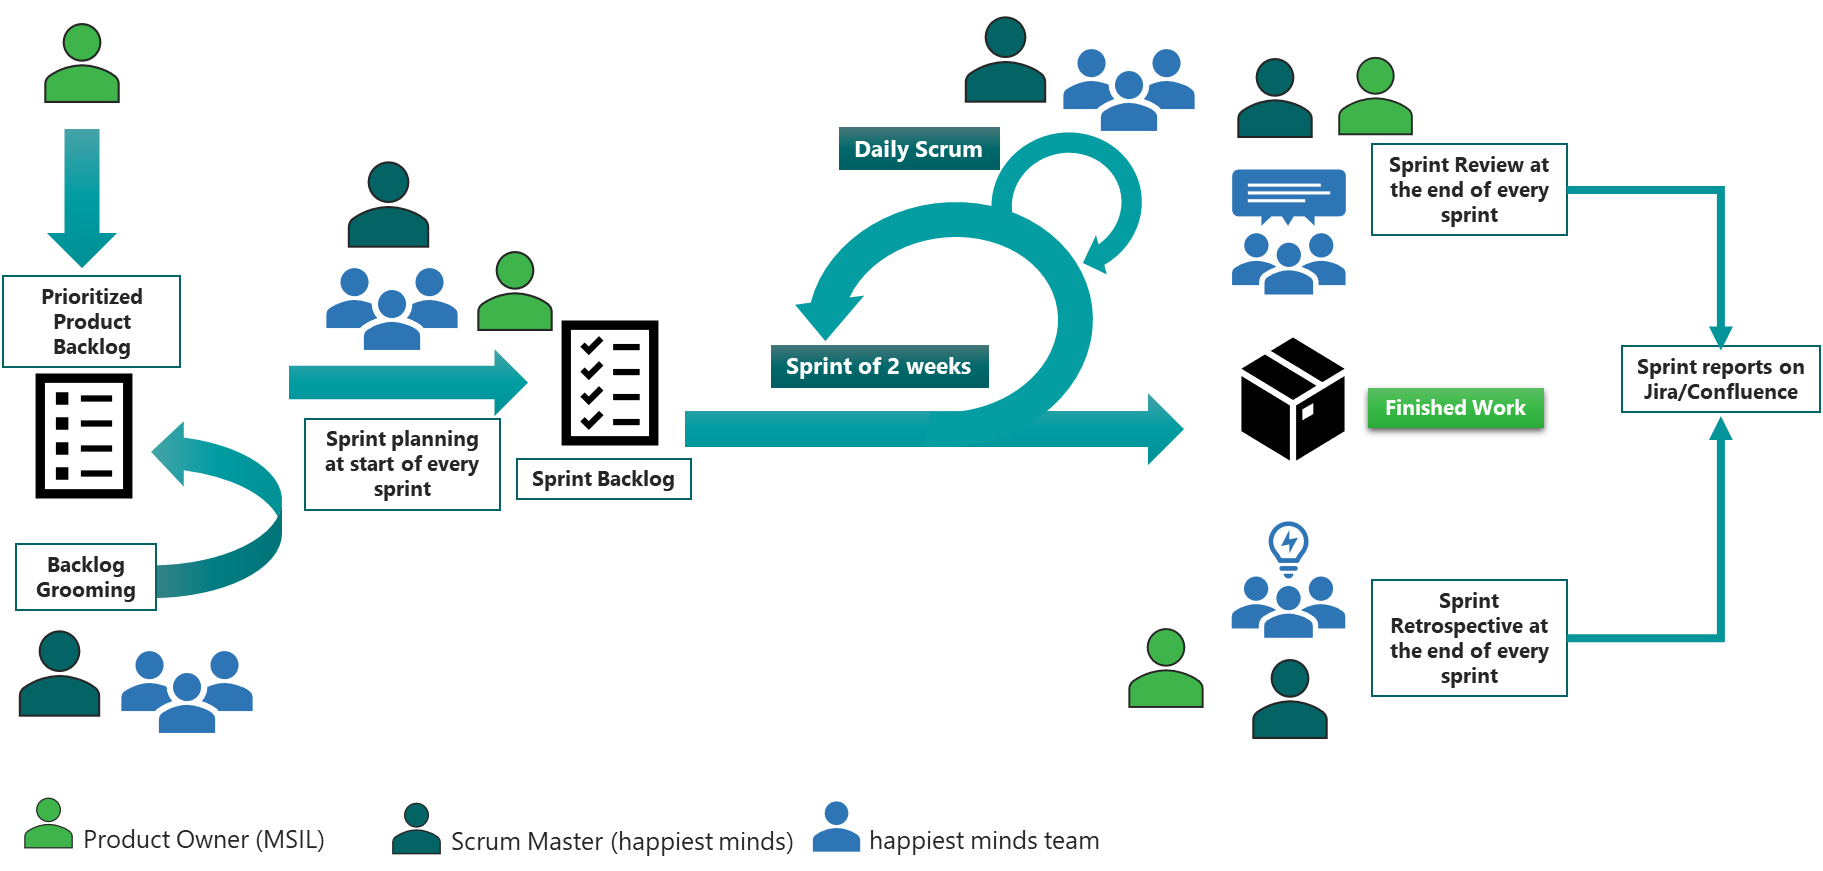 Prioritized
Product
Backlog
Backlog
Grooming
Sprint planning
at start of every
sprint
Sprint Backlog
Daily Scrum
Sprint of 2 weeks
Sprint Review at
the end of every
sprint
Finished Work
Sprint
Retrospective at
the end of every
sprint
Sprint reports on
Jira/Confluence
Product Owner (MSIL)
Scrum Master (happiest minds)
happiest minds team